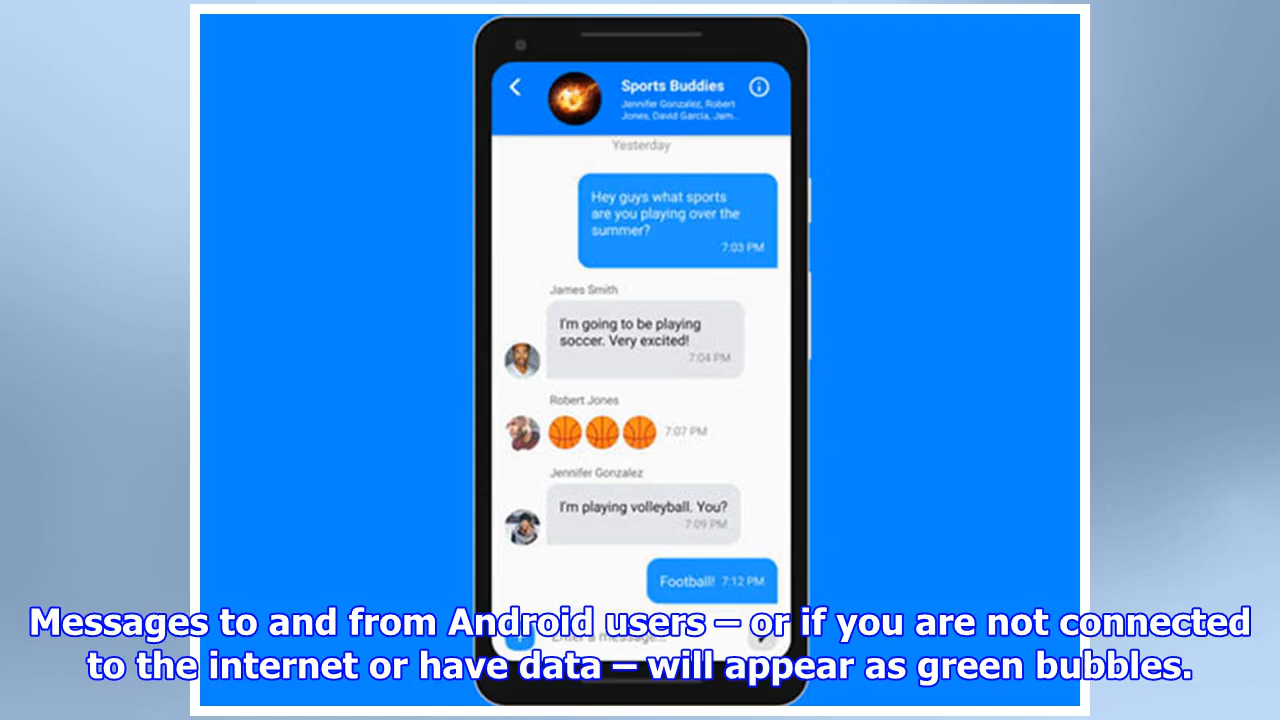 Sports Buddies
Jennifer Gonzalez, Robert
Jones, David Garcia, Jam...
Yesterday
Hey guys what sports
are you playing over the
summer?
7:03 PM
James Smith
I'm going to be playing
soccer. Very excited!
7:04 PM
Robert Jones
7:07 PM
Jennifer Gonzalez
I'm playing volleyball. You?
7:09 PM
Football! 7:12 PM
Enter a message...
Messages to and from Android users – or if you are not connected
to the internet or have data – will appear as green bubbles.